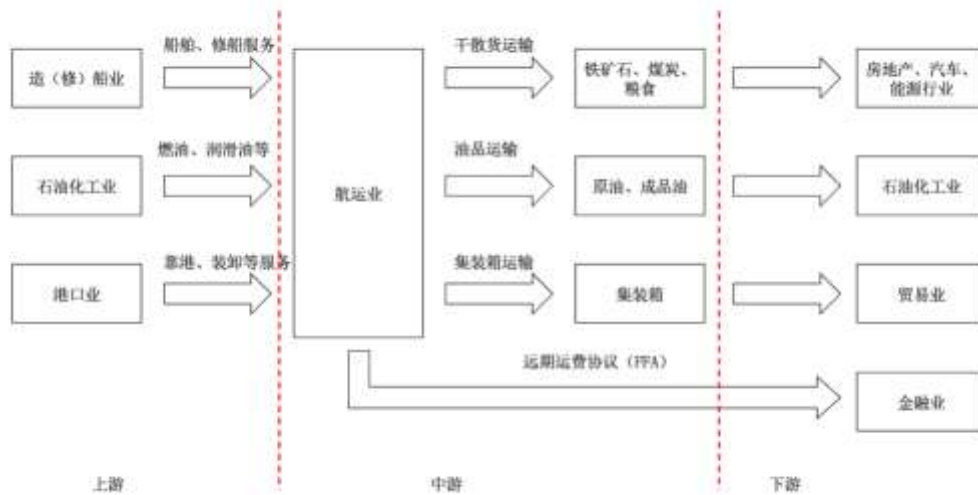 船舶、修船服务
干散货运输
造（修）船业
铁矿石、煤炭、
粮食
房地产、汽车、
能源行业
燃油、润滑油等
油品运输
石油化工业
航运业
原油、成品油
石油化工业
靠港、装卸等服务
集装箱运输
港口业
集装箱
贸易业
远期运费协议（FFA）
金融业
上游
中游
下游